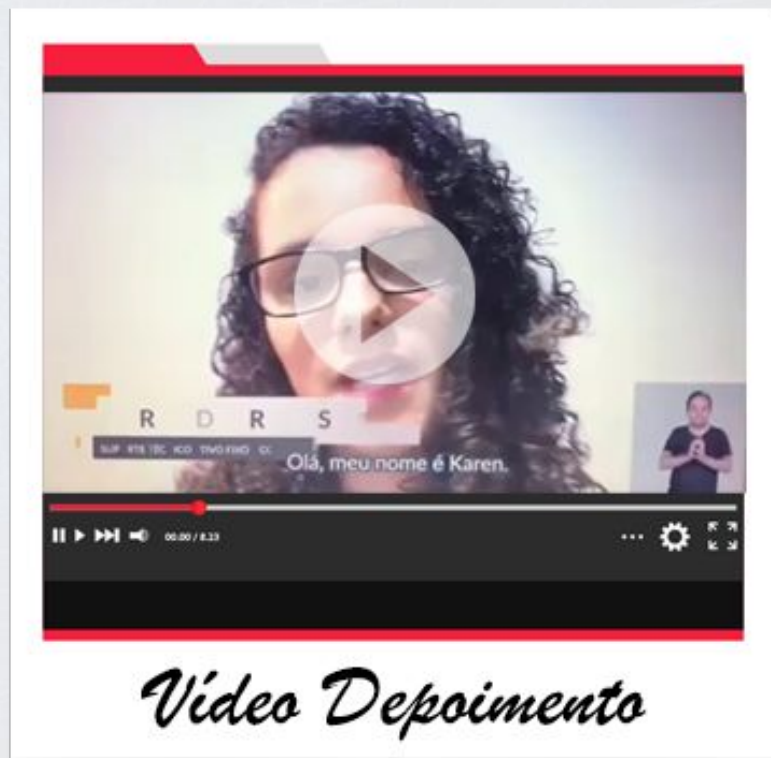 R D R S
Olá, meu nome é Karen.
00.00 / 8.23
Vídeo Depoimento